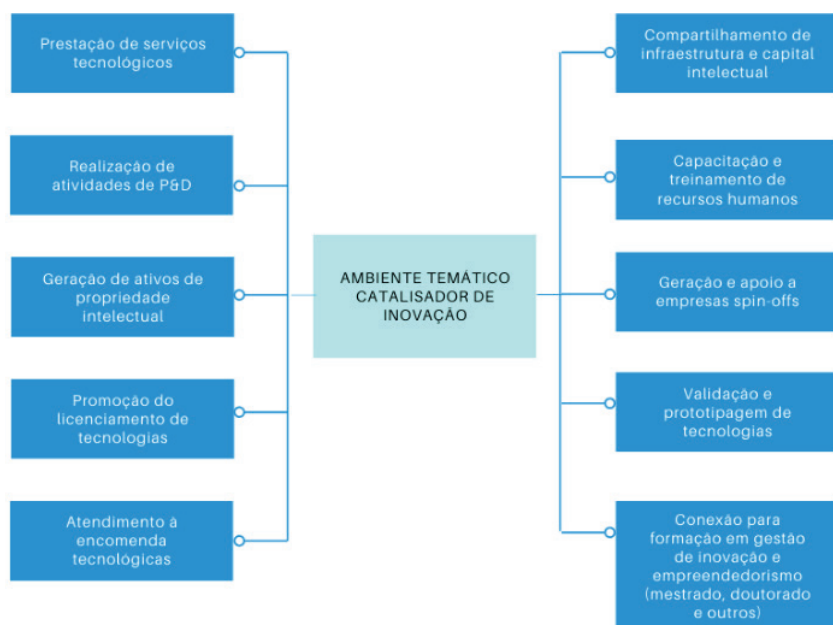 Prestação de serviços
tecnológicos
Realização de
atividades de P&D
Geração de ativos de
propriedade
intelectual
Promoção do
licenciamento de
tecnologias
Atendimento à
encomenda
tecnológicas
AMBIENTE TEMÁTICO
CATALISADOR DE
INOVAÇÃO
Compartilhamento de
infraestrutura e capital
intelectual
Capacitação e
treinamento de
recursos humanos
Geração e apoio a
empresas spin-offs
Validação e
prototipagem de
tecnologias
Conexão para
formação em gestão
de inovação e
empreendedorismo
(mestrado, doutorado
e outros)